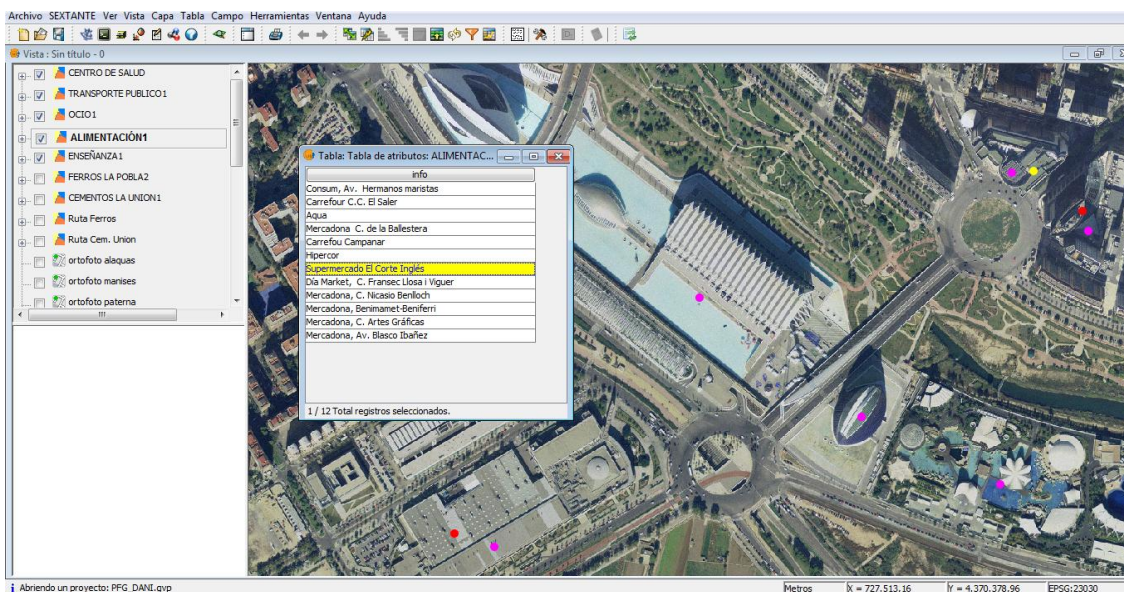 Archivo SEXTANTE Ver Vista Capa Tabla Campo Herramientas Ventana Ayuda
Vista : Sin título - 0
CENTRO DE SALUD
TRANSPORTE PUBLICO1
OCIO1
ALIMENTACIÓN1
ENSEÑANZA1
FERROS LA POBLA2
CEMENTOS LA UNION1
Ruta Ferros
Ruta Cem. Union
ortofoto alaquas
ortofoto manises
ortofoto paterna
Tabla: Tabla de atributos: ALIMENTAC...
info
Consum, Av. Hermanos maristas
Carrefour C.C. El Saler
Aqua
Mercadona C. de la Ballestera
Carrefou Campanar
Hipercor
Supermercado El Corte Inglés
Día Market, C. Fransec Llosa i Viguer
Mercadona, C. Nicasio Benlloch
Mercadona, Benimamet-Beniferri
Mercadona, C. Artes Gráficas
Mercadona, Av. Blasco Ibañez
1 / 12 Total registros seleccionados.
Abriendo un proyecto: PFG_DANI.gvp
Metros
X = 727.513,16
Y = 4.370.378,96
EPSG:23030